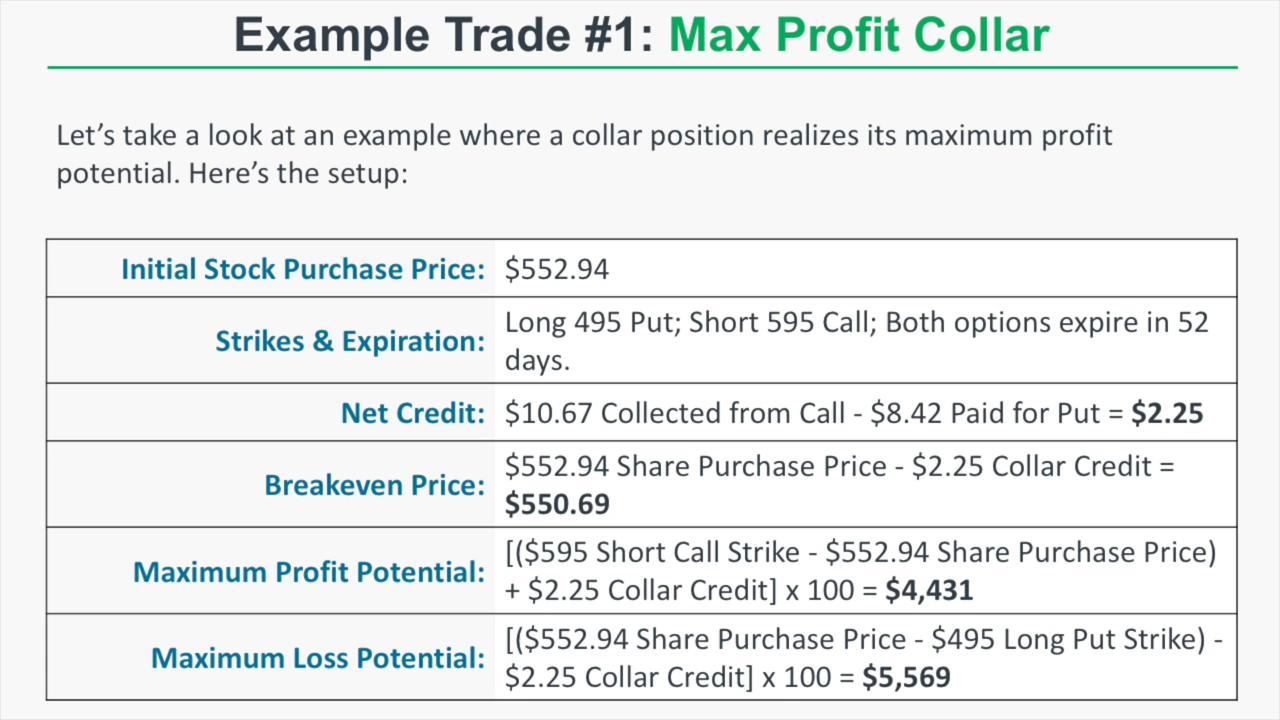 Example Trade #1: Max Profit Collar
Let’s take a look at an example where a collar position realizes its maximum profit
potential. Here’s the setup:
Initial Stock Purchase Price: $552.94
Strikes & Expiration: Long 495 Put; Short 595 Call; Both options expire in 52
days.
Net Credit: $10.67 Collected from Call - $8.42 Paid for Put = $2.25
Breakeven Price: $552.94 Share Purchase Price - $2.25 Collar Credit =
$550.69
Maximum Profit Potential: [($595 Short Call Strike - $552.94 Share Purchase Price)
+ $2.25 Collar Credit] x 100 = $4,431
Maximum Loss Potential: [($552.94 Share Purchase Price - $495 Long Put Strike) -
$2.25 Collar Credit] x 100 = $5,569